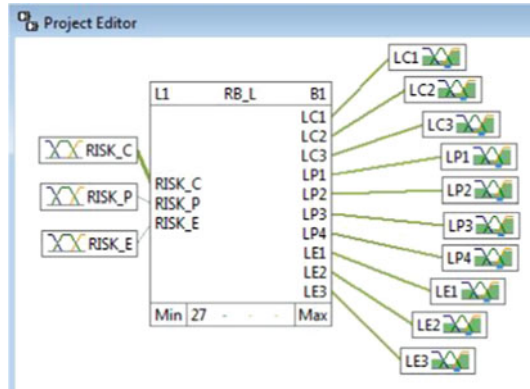 Project Editor
L1 RB_L B1
RISK_C
RISK_P
RISK_E
RISK_C
RISK_P
RISK_E
LC1
LC2
LC3
LP1
LP2
LP3
LP4
LE1
LE2
LE3
Min 27 - - - Max
LC1
LC2
LC3
LP1
LP2
LP3
LP4
LE1
LE2
LE3